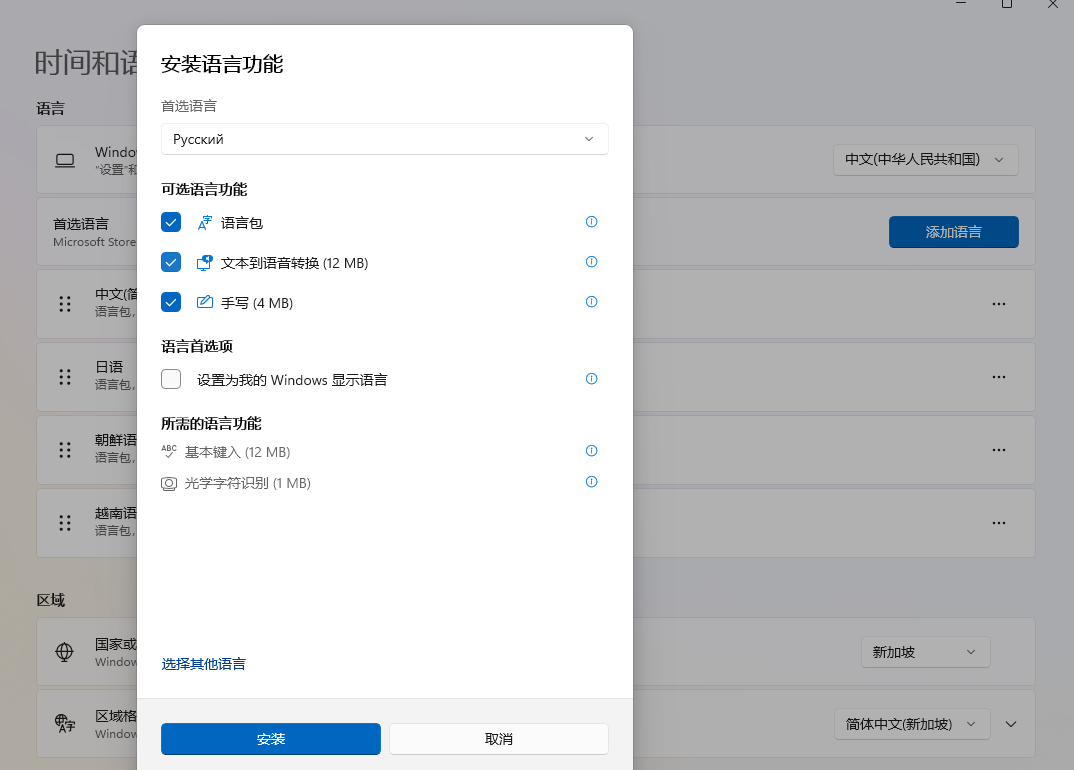 时间和语
语言
Windo
"设置"和
中文(中华人民共和国)
首选语言
Microsoft Store
添加语言
中文(简
语言包,
日语
语言包,
朝鲜语
语言包,
越南语
语言包,
区域
国家或
Window
新加坡
区域格
Window
简体中文(新加坡)
安装语言功能
首选语言
Русский
可选语言功能
语言包
文本到语音转换 (12 MB)
手写 (4 MB)
语言首选项
设置为我的 Windows 显示语言
所需的语言功能
ABC 基本键入 (12 MB)
光学字符识别 (1 MB)
选择其他语言
安装
取消